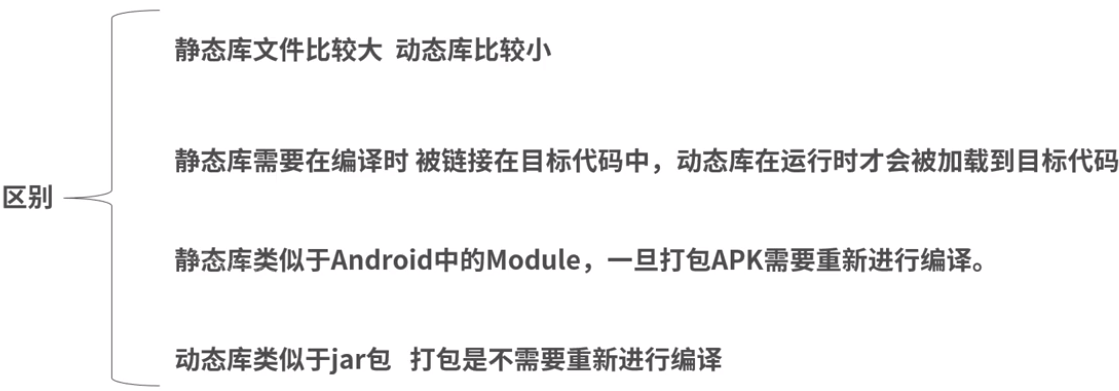 静态库文件比较大 动态库比较小
静态库需要在编译时 被链接在目标代码中，动态库在运行时才会被加载到目标代码
区别
静态库类似于Android中的Module，一旦打包APK需要重新进行编译。
动态库类似于jar包 打包是不需要重新进行编译